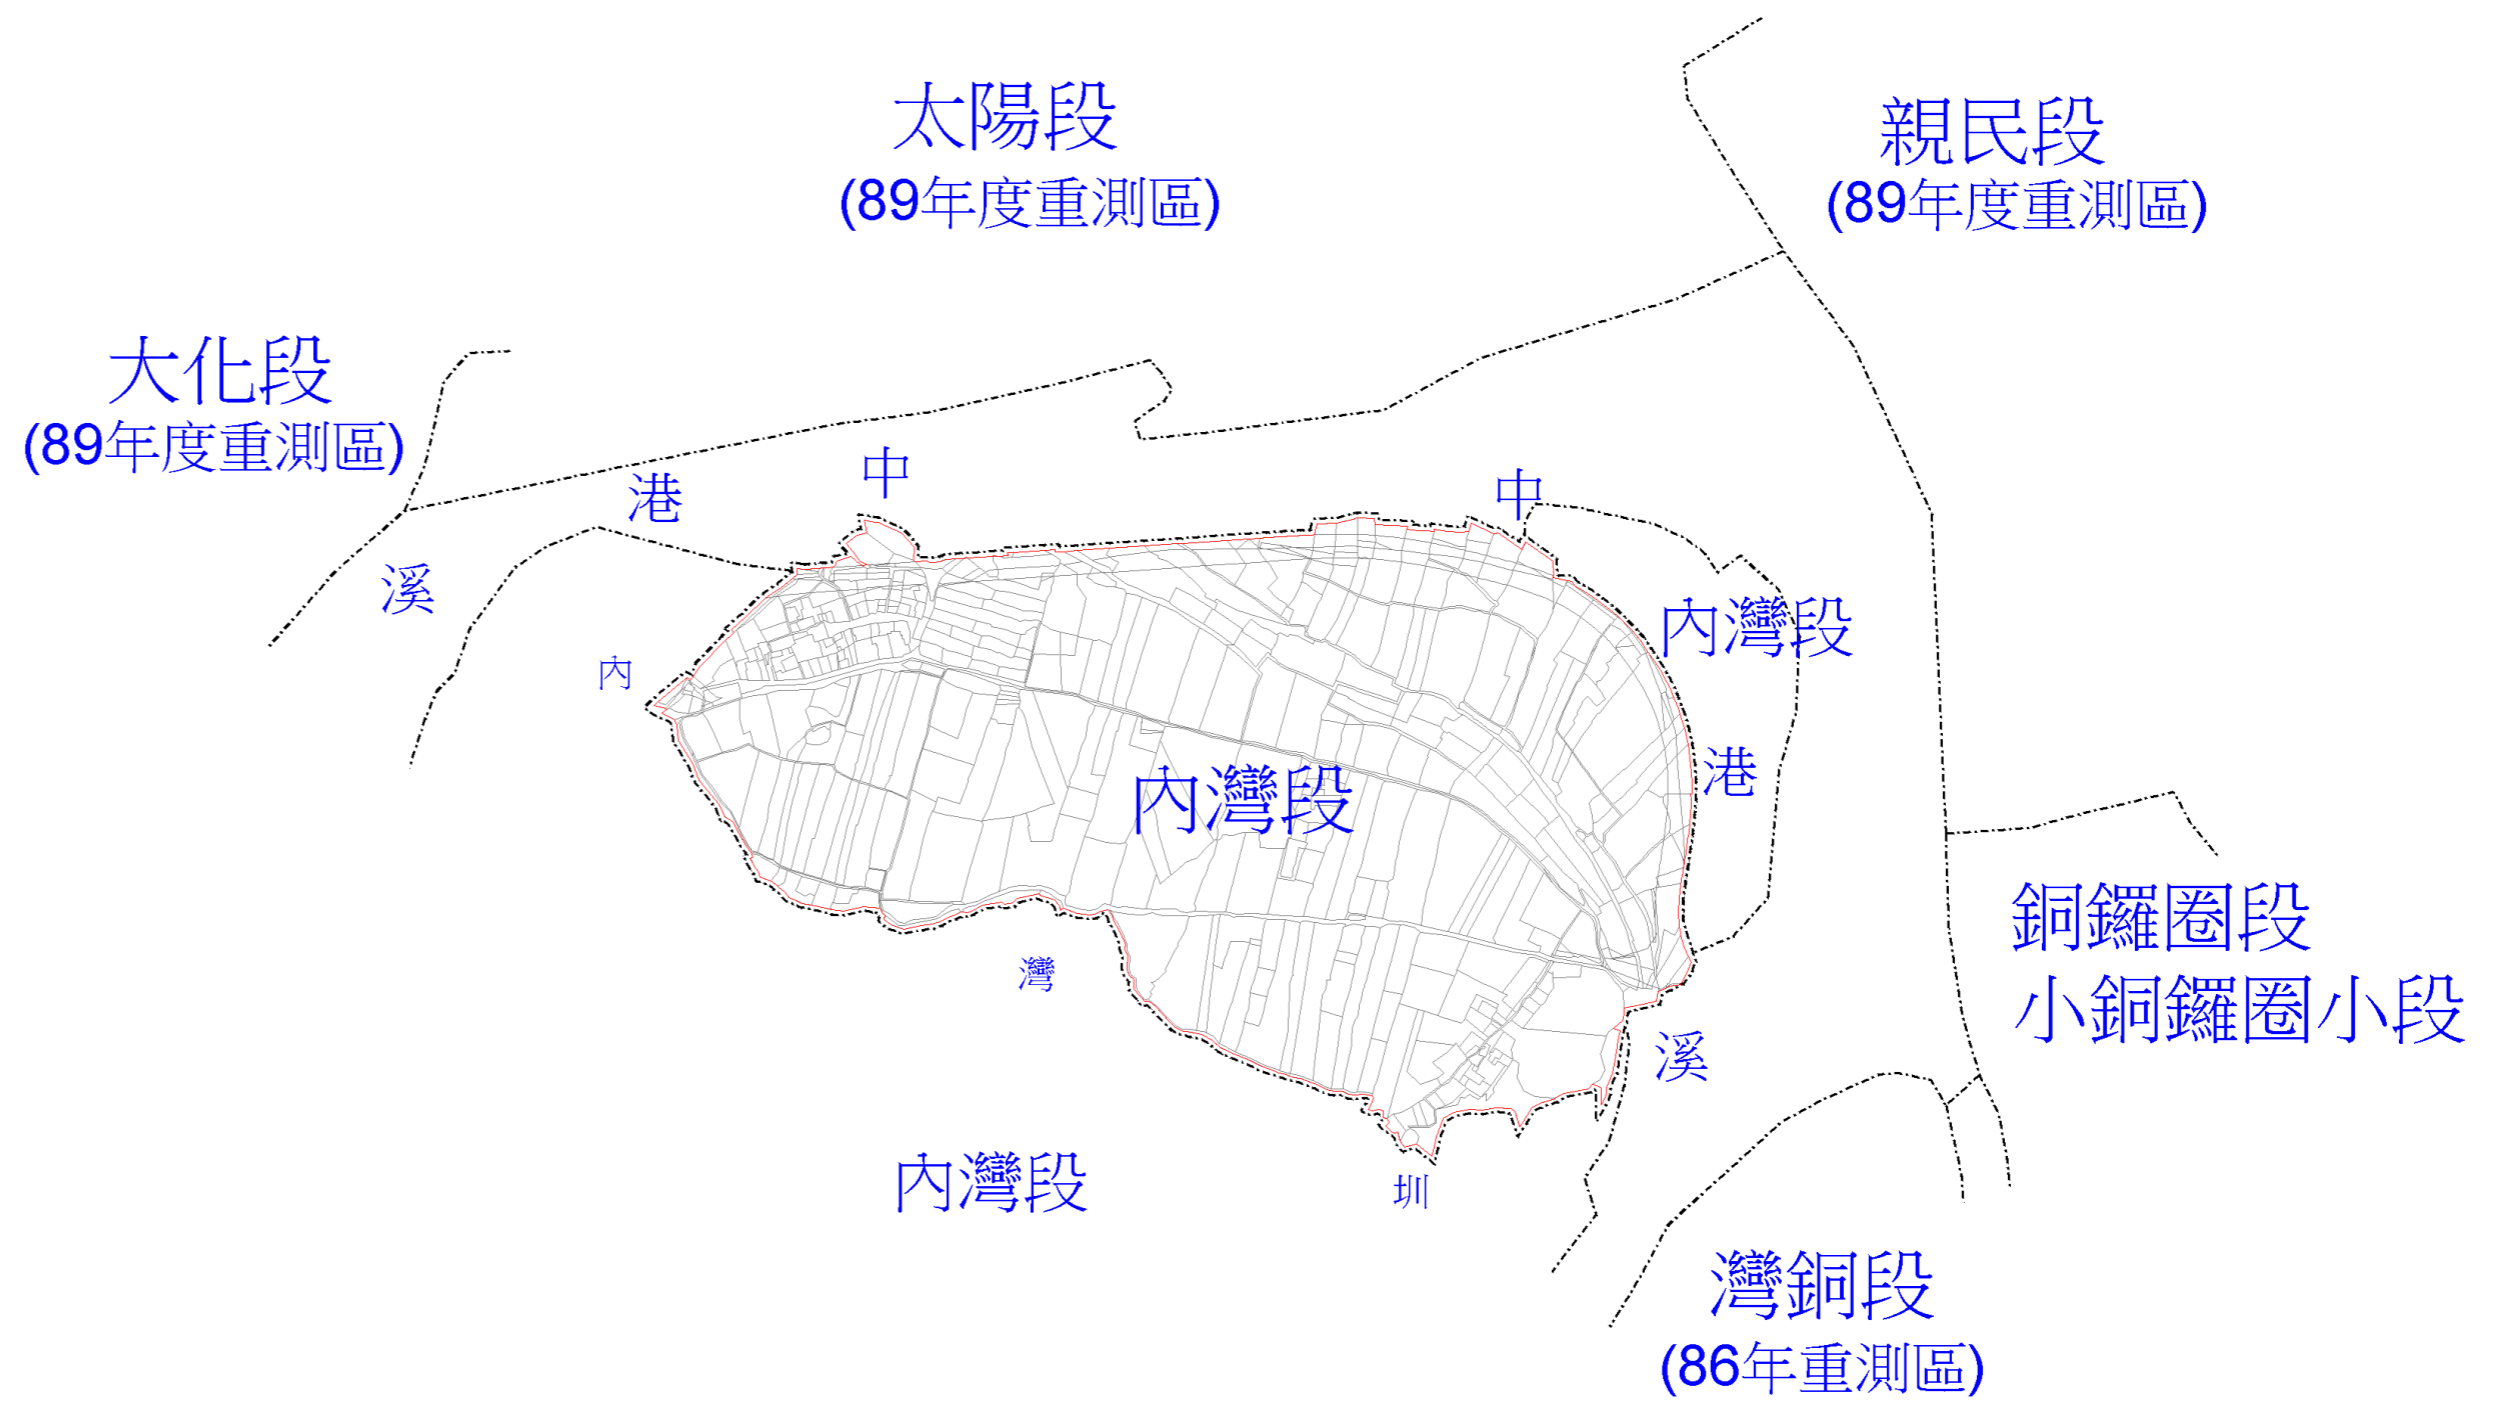 太陽段
(89年度重測區)
親民段
(89年度重測區)
大化段
(89年度重測區)
中
港
溪
中
港
溪
內灣段
內
灣
圳
內灣段
內灣段
銅鑼圈段
小銅鑼圈小段
灣銅段
(86年重測區)